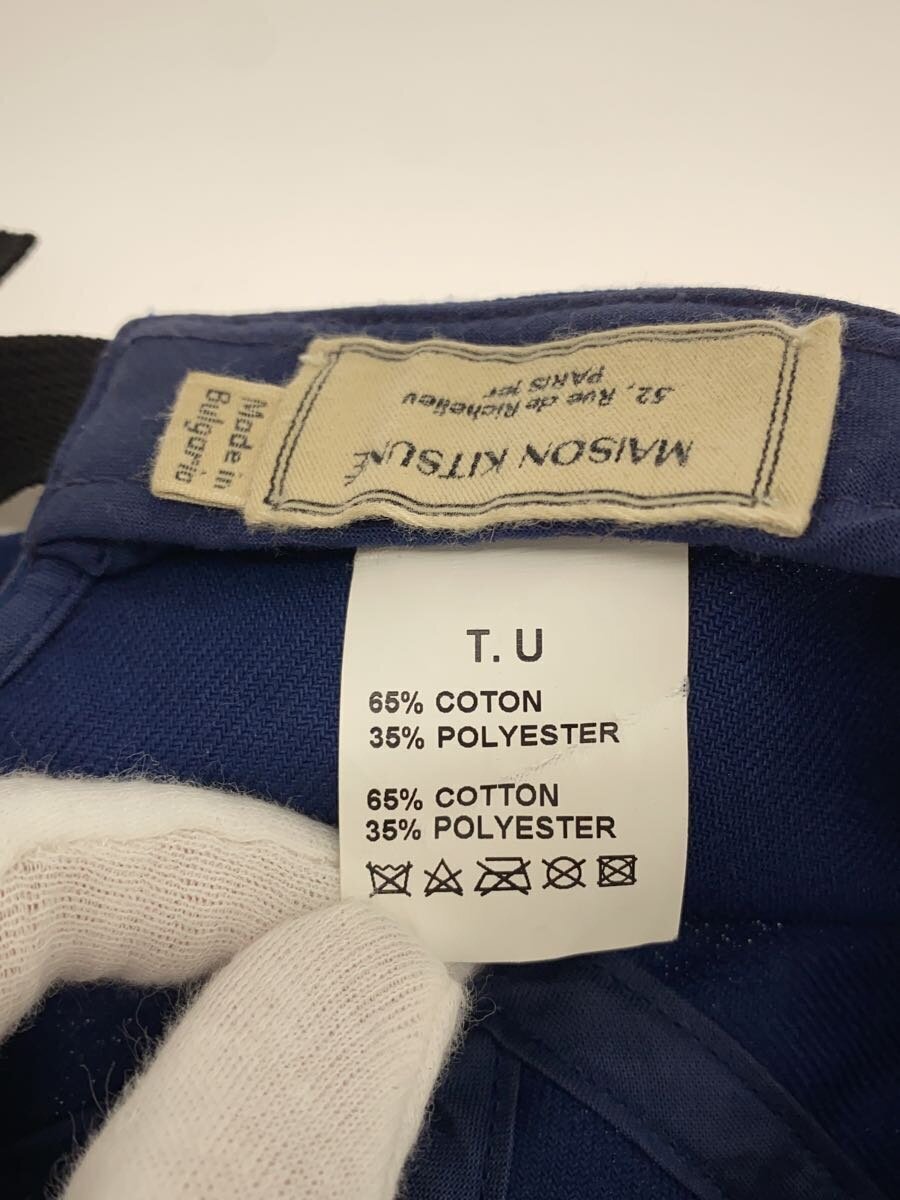 MAISON KITSUNÉ
52, Rue de Richelieu
PARIS 1ER
Made in
Bulgaria
T. U
65% COTON
35% POLYESTER
65% COTTON
35% POLYESTER